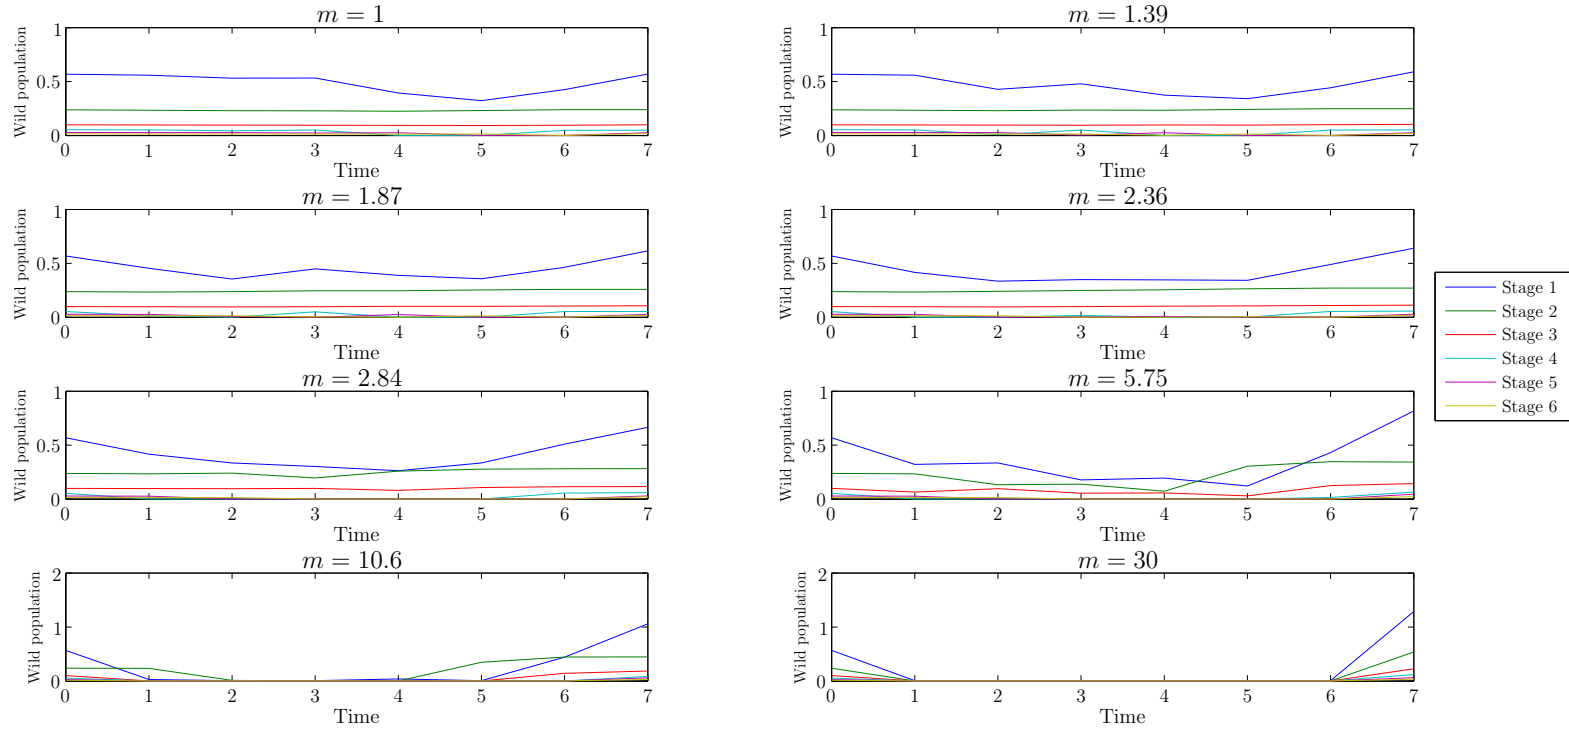 m = 1
Wild population
1
0.5
0
0 1 2 3 4 5 6 7
Time
m = 1.39
Wild population
1
0.5
0
0 1 2 3 4 5 6 7
Time
m = 1.87
Wild population
1
0.5
0
0 1 2 3 4 5 6 7
Time
m = 2.36
Wild population
1
0.5
0
0 1 2 3 4 5 6 7
Time
m = 2.84
Wild population
1
0.5
0
0 1 2 3 4 5 6 7
Time
m = 5.75
Wild population
1
0.5
0
0 1 2 3 4 5 6 7
Time
m = 10.6
Wild population
2
1
0
0 1 2 3 4 5 6 7
Time
m = 30
Wild population
2
1
0
0 1 2 3 4 5 6 7
Time
Stage 1
Stage 2
Stage 3
Stage 4
Stage 5
Stage 6